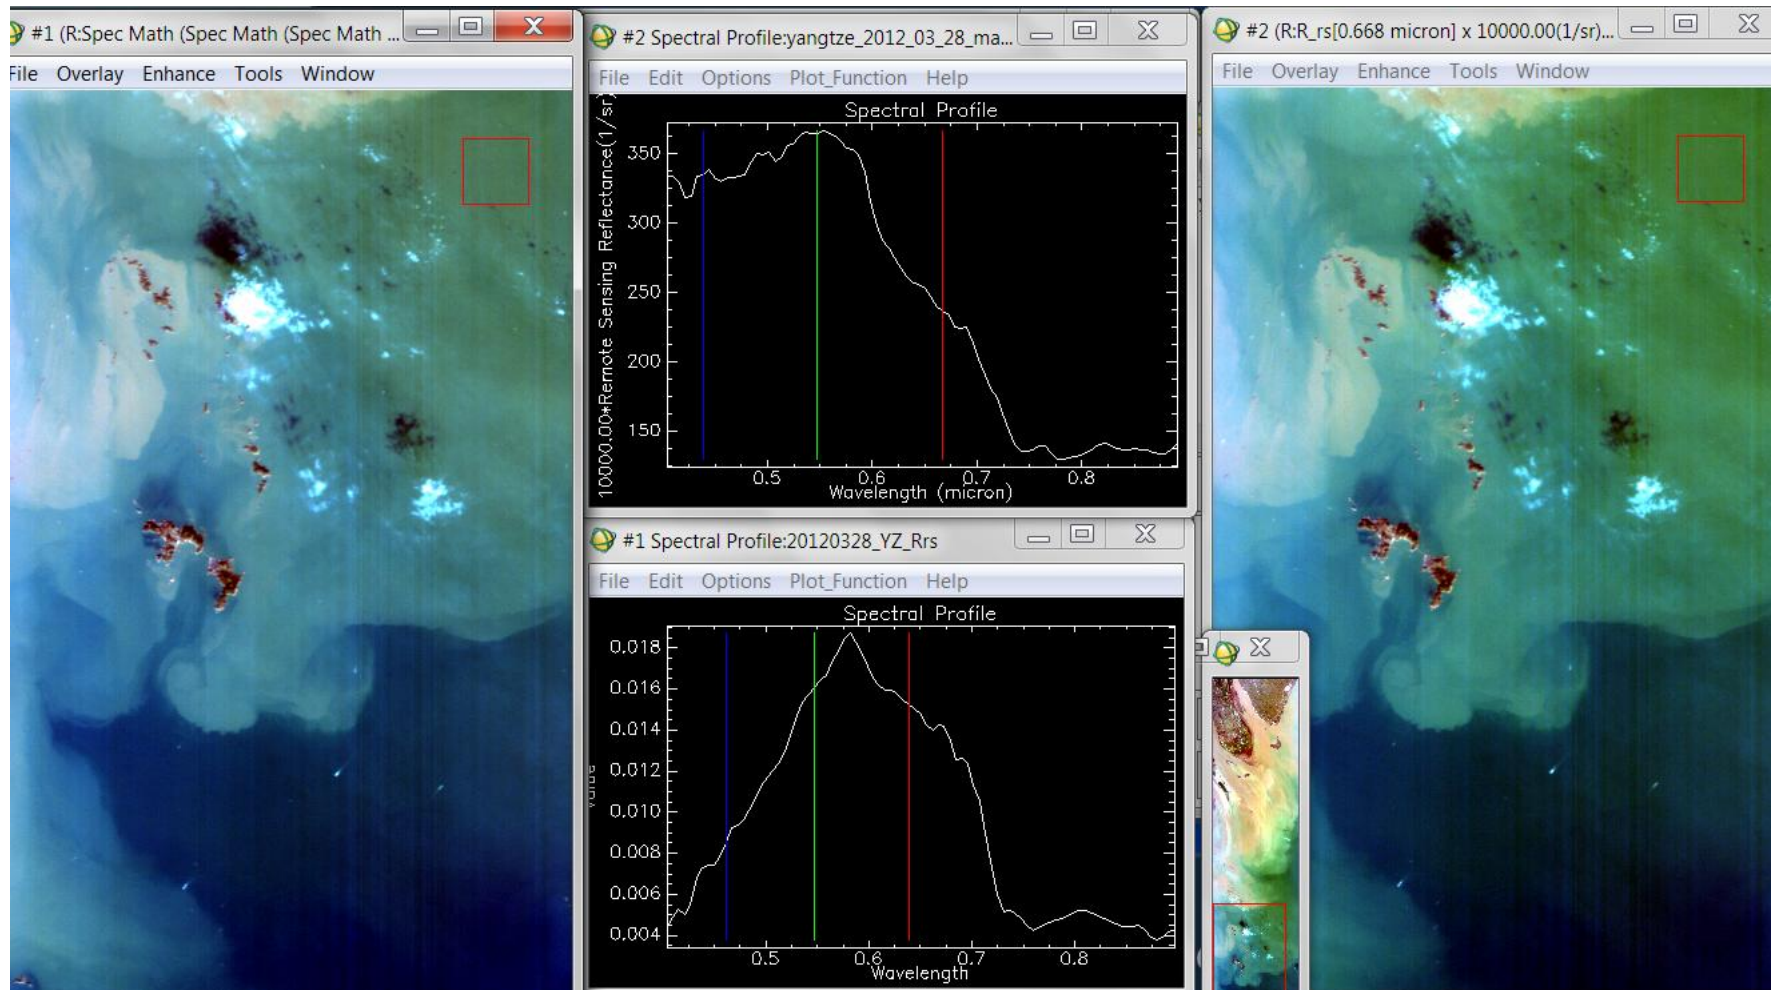 #1 (R:Spec Math (Spec Math (Spec Math ...
File Overlay Enhance Tools Window
#2 Spectral Profile:yangtze_2012_03_28_ma...
File Edit Options Plot_Function Help
Spectral Profile
10000.00*Remote Sensing Reflectance(1/sr)
350
300
250
200
150
0.5 0.6 0.7 0.8
Wavelength (micron)
#1 Spectral Profile:20120328_YZ_Rrs
File Edit Options Plot_Function Help
Spectral Profile
Value
0.018
0.016
0.014
0.012
0.010
0.008
0.006
0.004
0.5 0.6 0.7 0.8
Wavelength
#2 (R:R_rs[0.668 micron] x 10000.00(1/sr)...
File Overlay Enhance Tools Window